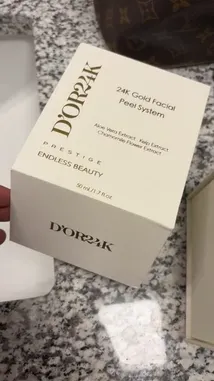 D'OR24K
PRESTIGE
ENDLESS BEAUTY
24K Gold Facial
Peel System
Aloe Vera Extract . Kelp Extract
Chamomile Flower Extract
50 mL/1.7 fl.oz.
D'OR24K